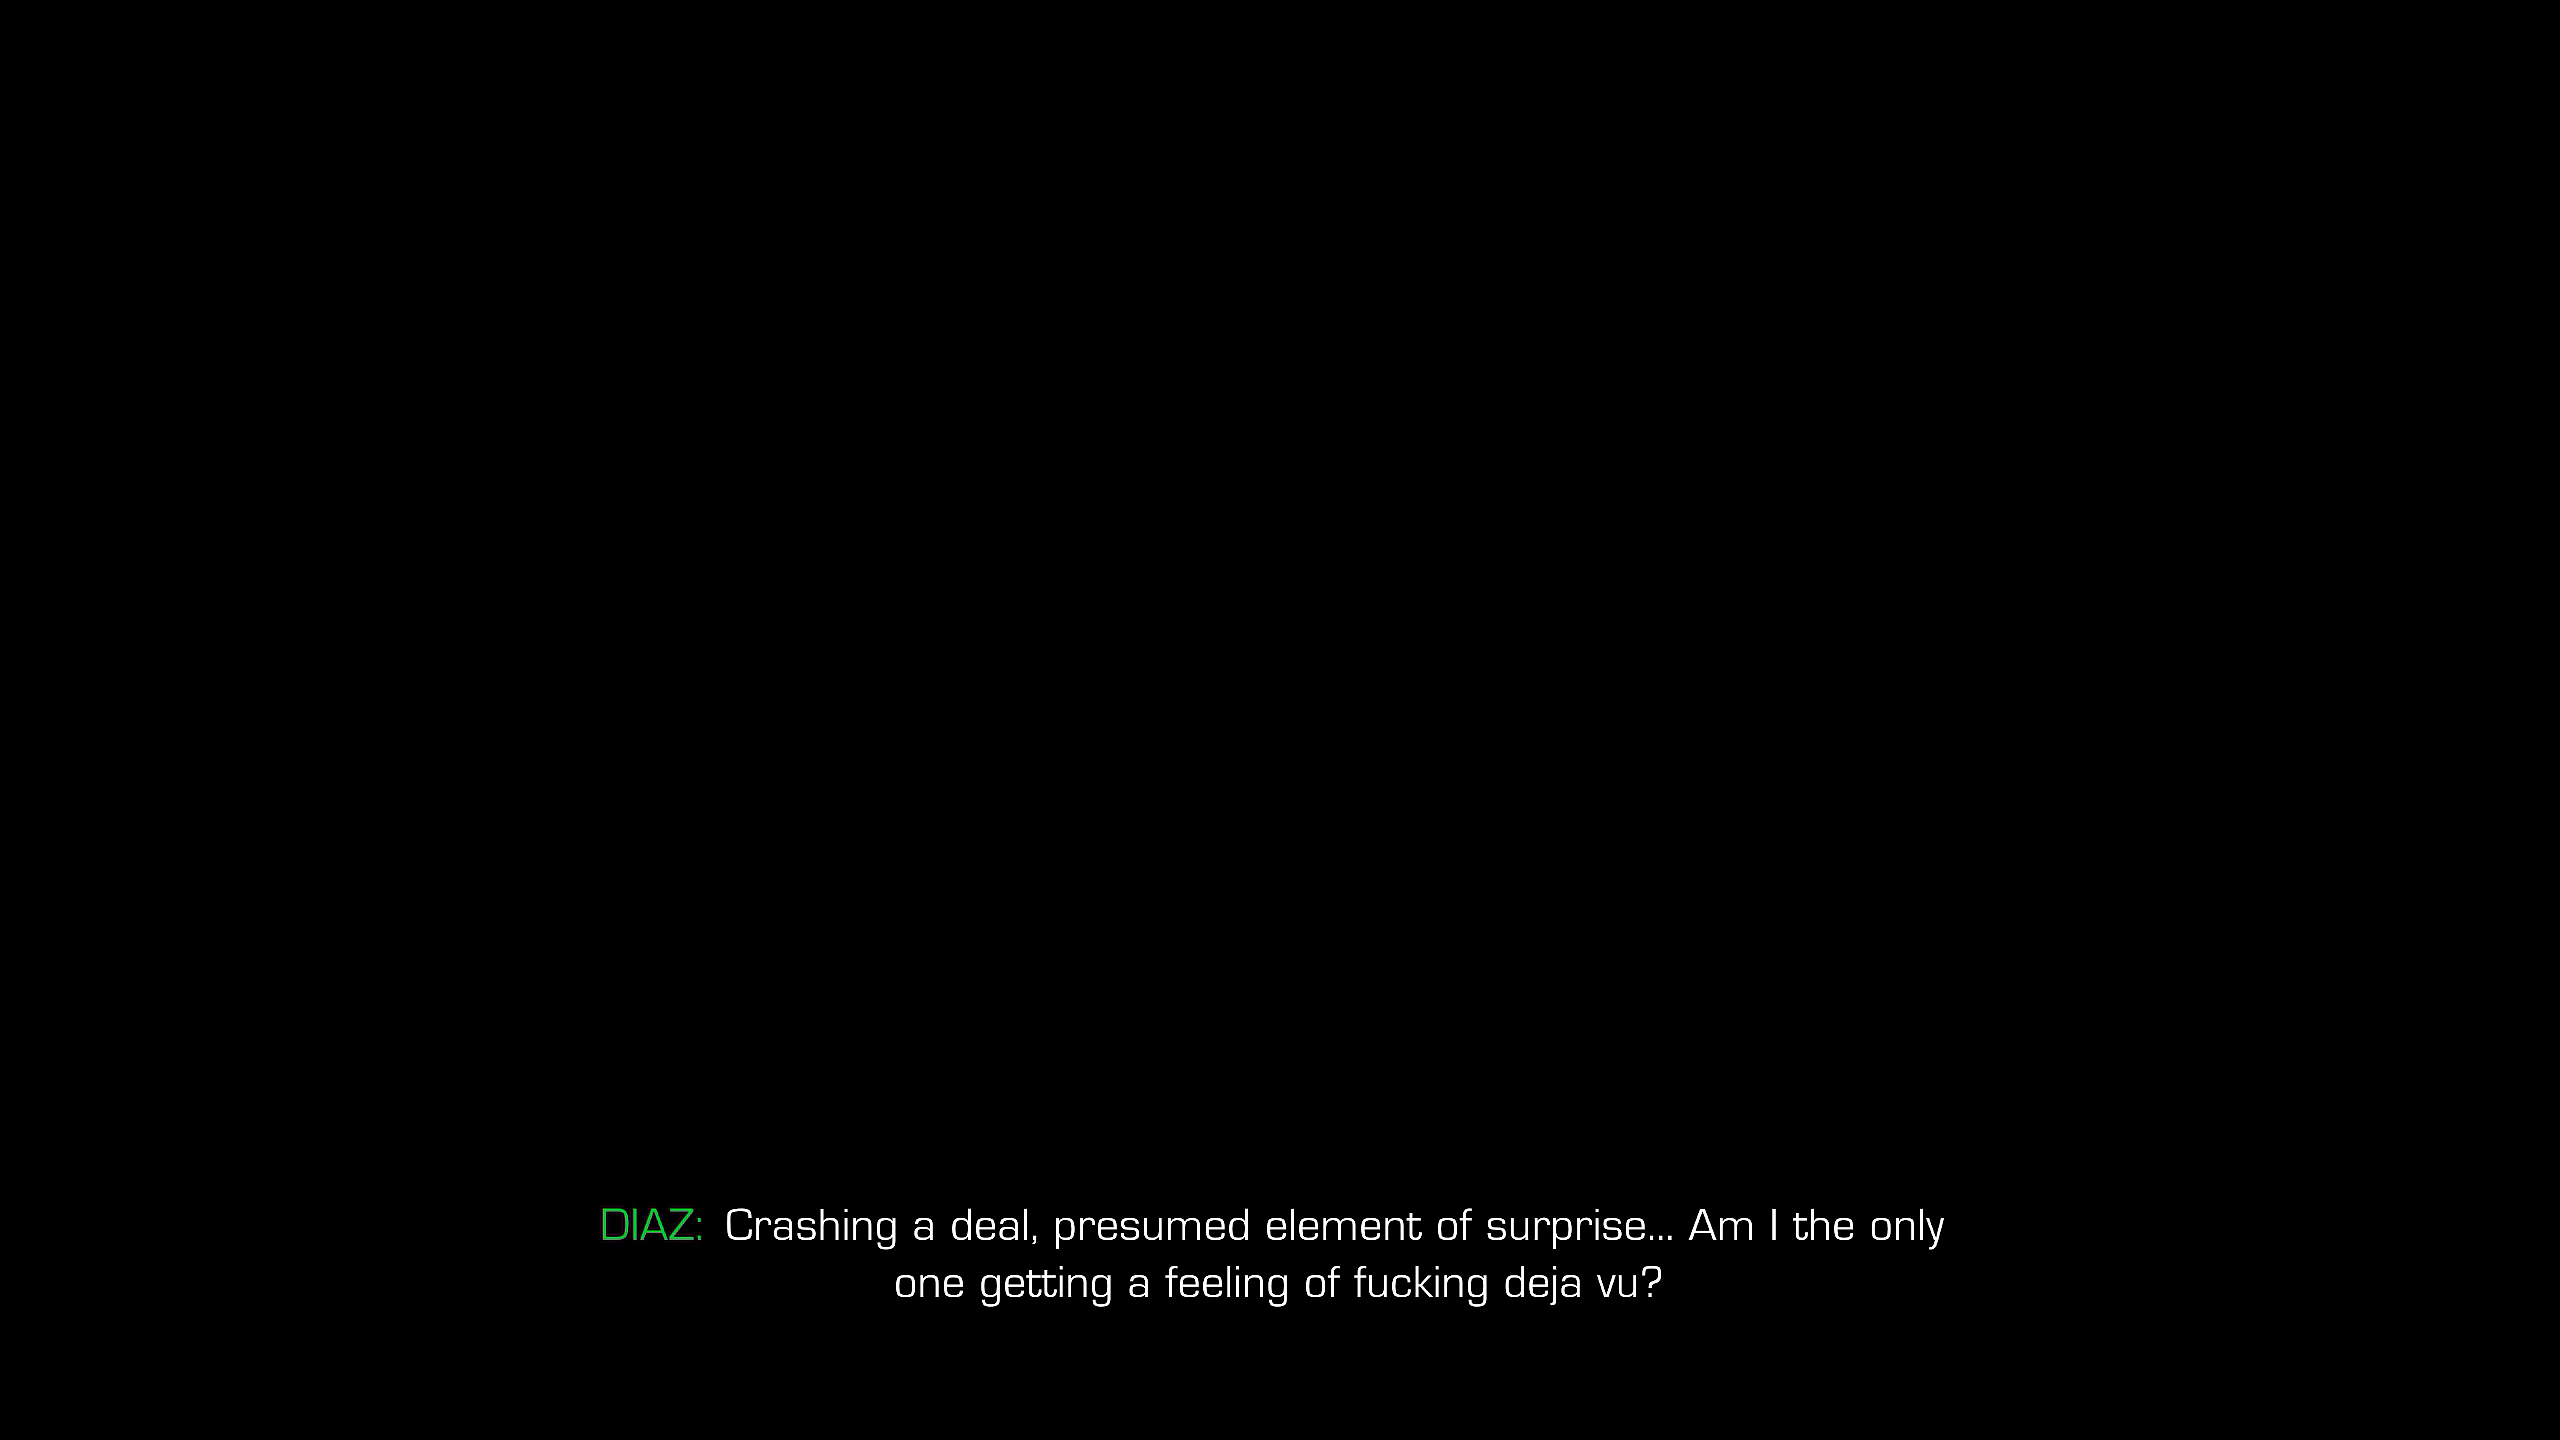 DIAZ: Crashing a deal, presumed element of surprise... Am I the only
one getting a feeling of fucking deja vu?